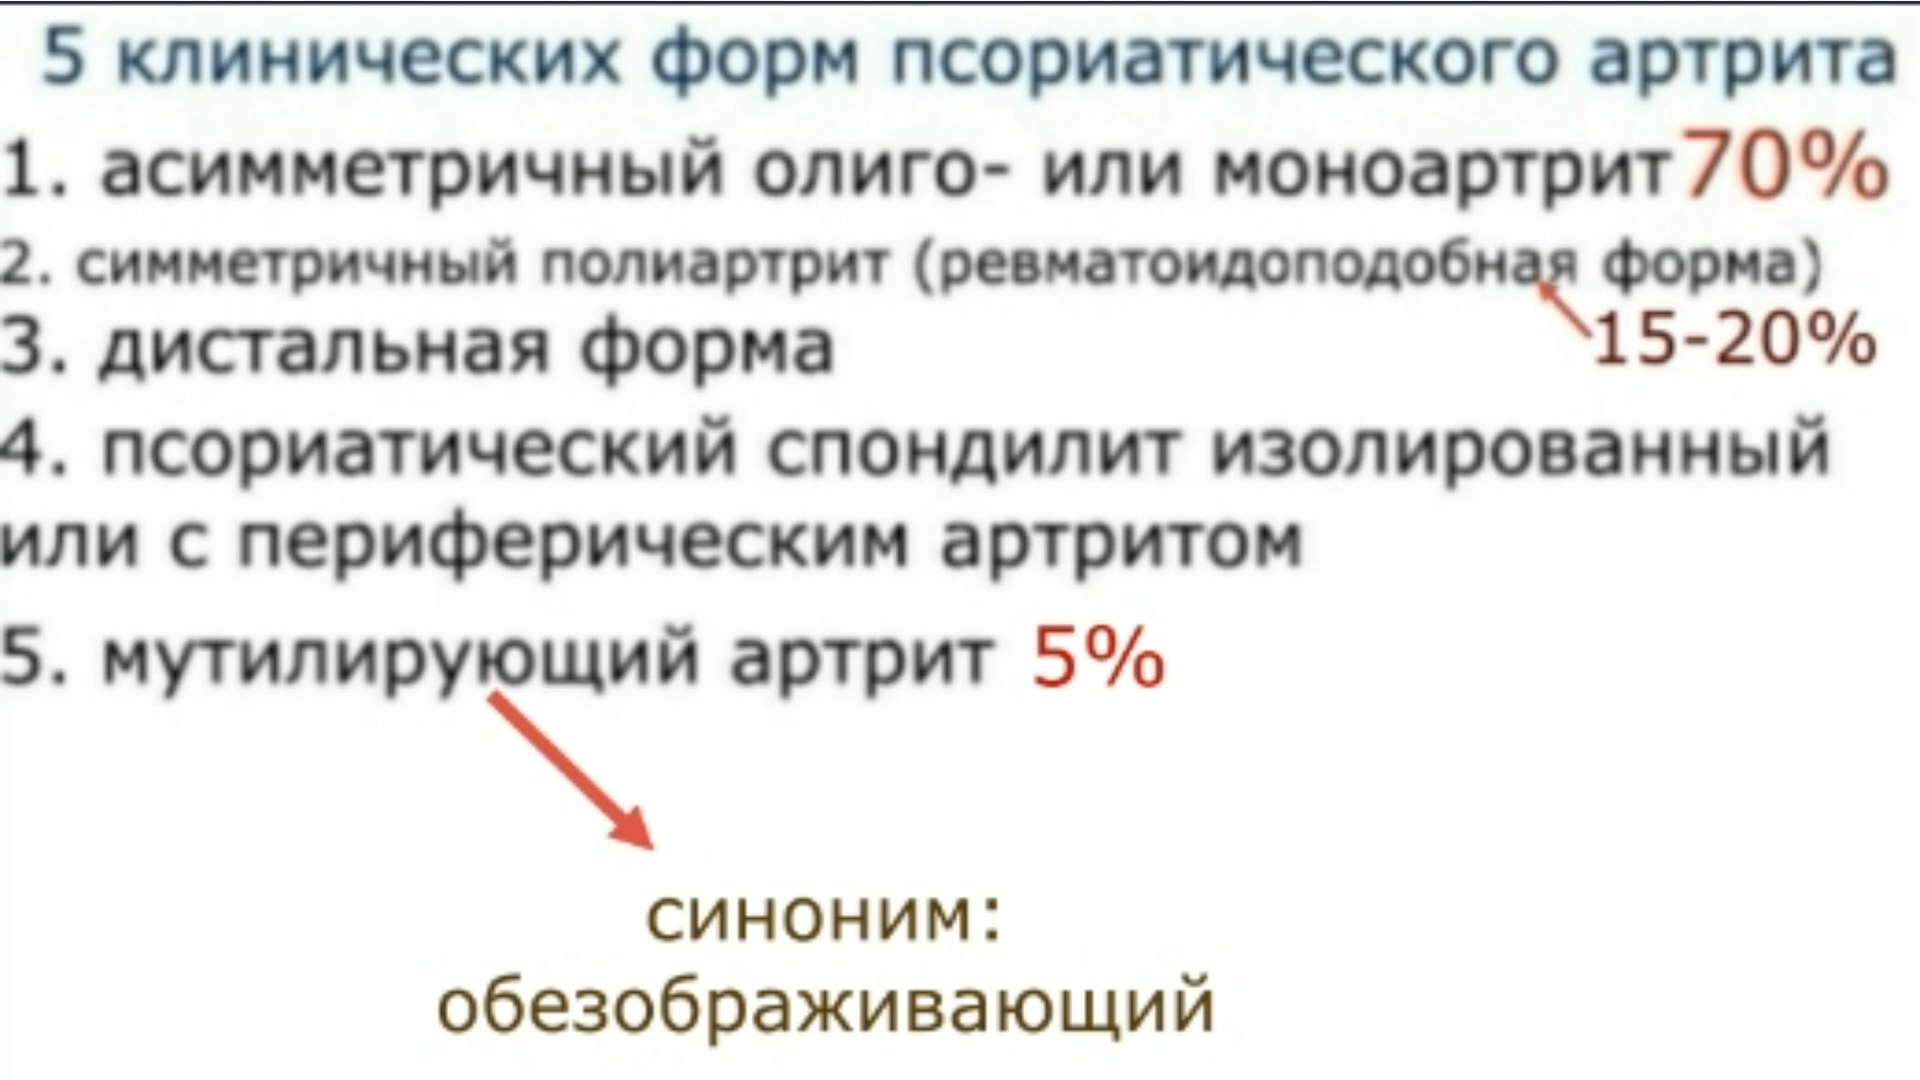 5 клинических форм псориатического артрита
1. асимметричный олиго- или моноартрит 70%
2. симметричный полиартрит (ревматоидоподобная форма)
15-20%
3. дистальная форма
4. псориатический спондилит изолированный
или с периферическим артритом
5. мутилирующий артрит 5%
синоним:
обезображивающий